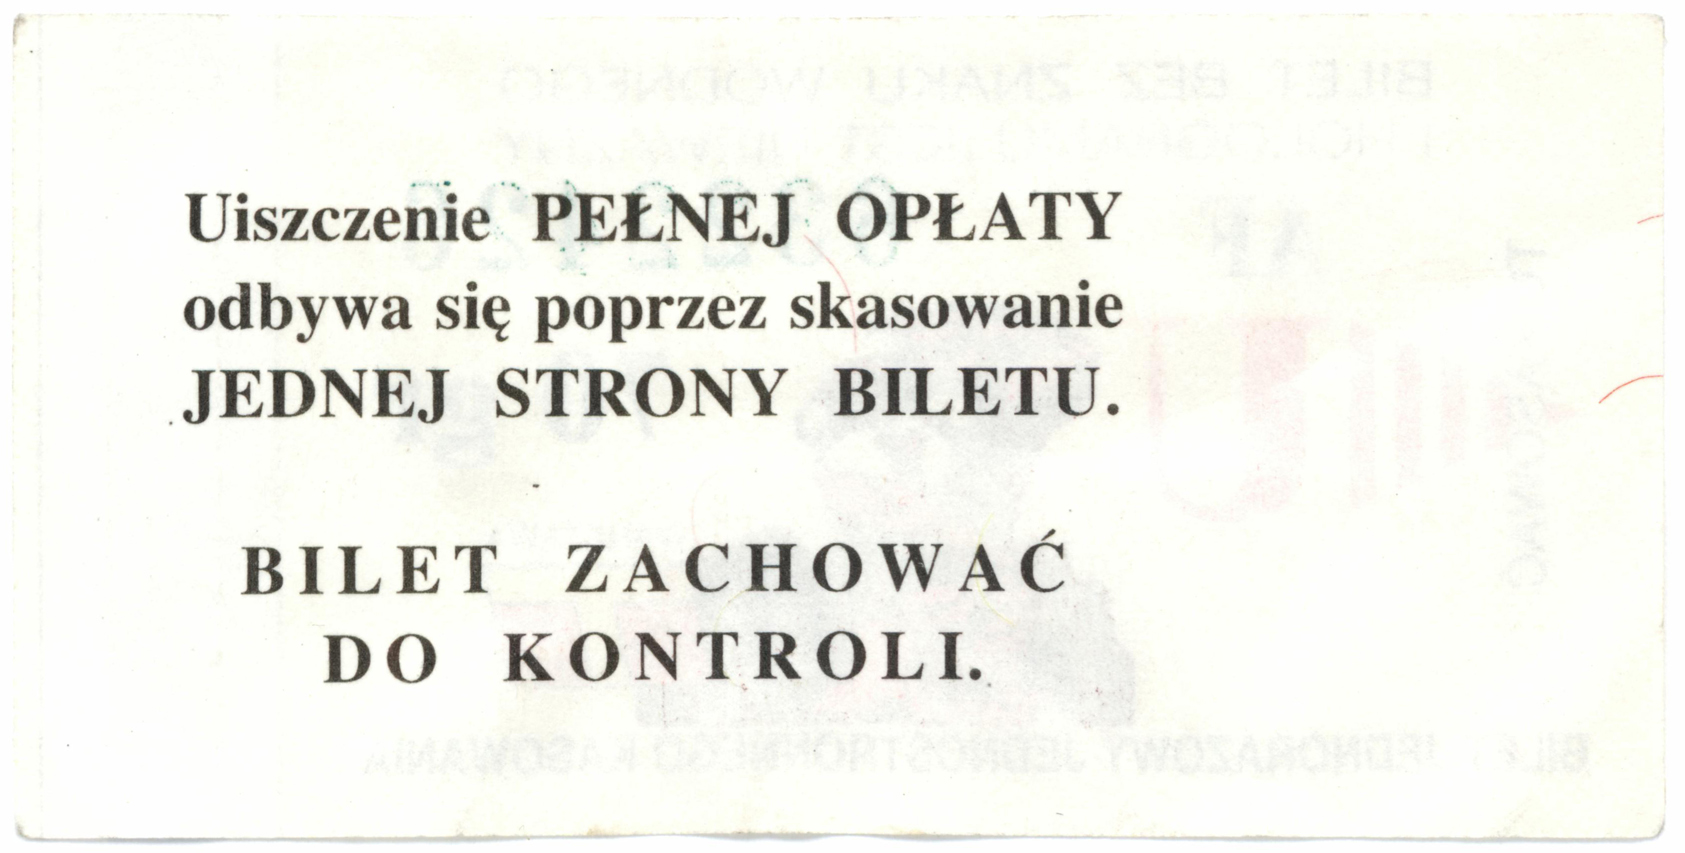 Uiszczenie PEŁNEJ OPŁATY
odbywa się poprzez skasowanie
JEDNEJ STRONY BILETU.
BILET ZACHOWAĆ
DO KONTROLI.